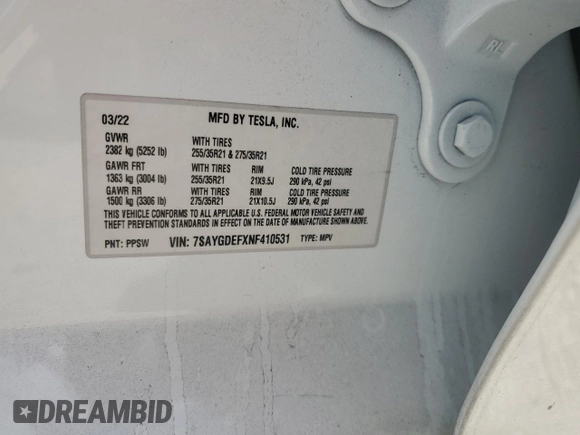 RL
03/22 MFD BY TESLA, INC.
GVWR WITH TIRES
2382 kg (5252 lb) 255/35R21 & 275/35R21
GAWR FRT WITH TIRES RIM COLD TIRE PRESSURE
1363 kg (3004 lb) 255/35R21 21X9.5J 290 kPa, 42 psi
GAWR RR WITH TIRES RIM COLD TIRE PRESSURE
1500 kg (3306 lb) 275/35R21 21X10.5J 290 kPa, 42 psi
THIS VEHICLE CONFORMS TO ALL APPLICABLE U.S. FEDERAL MOTOR VEHICLE SAFETY AND
THEFT PREVENTION STANDARDS IN EFFECT ON THE DATE OF MANUFACTURE SHOWN ABOVE.
PNT: PPSW VIN: 7SAYGDEFXNF410531 TYPE: MPV
DREAMBID